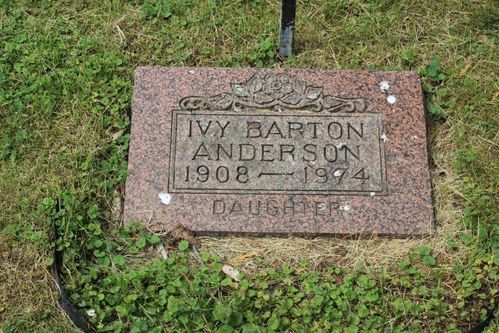 IVY BARTON
ANDERSON
1908 — 1974
DAUGHTER